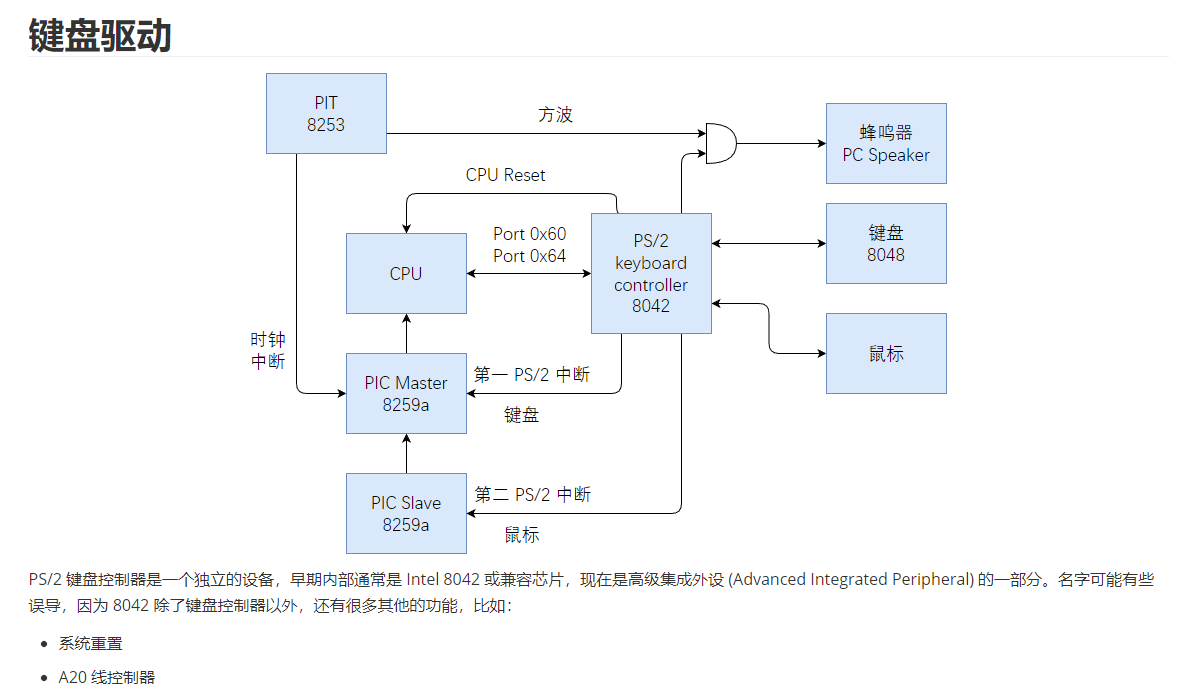 键盘驱动
PIT
8253
方波
蜂鸣器
PC Speaker
CPU Reset
Port 0x60
Port 0x64
CPU
PS/2
keyboard
controller
8042
键盘
8048
时钟
中断
鼠标
PIC Master
8259a
第一 PS/2 中断
键盘
PIC Slave
8259a
第二 PS/2 中断
鼠标
PS/2 键盘控制器是一个独立的设备，早期内部通常是 Intel 8042 或兼容芯片，现在是高级集成外设 (Advanced Integrated Peripheral) 的一部分。名字可能有些
误导，因为 8042 除了键盘控制器以外，还有很多其他的功能，比如：
• 系统重置
• A20 线控制器